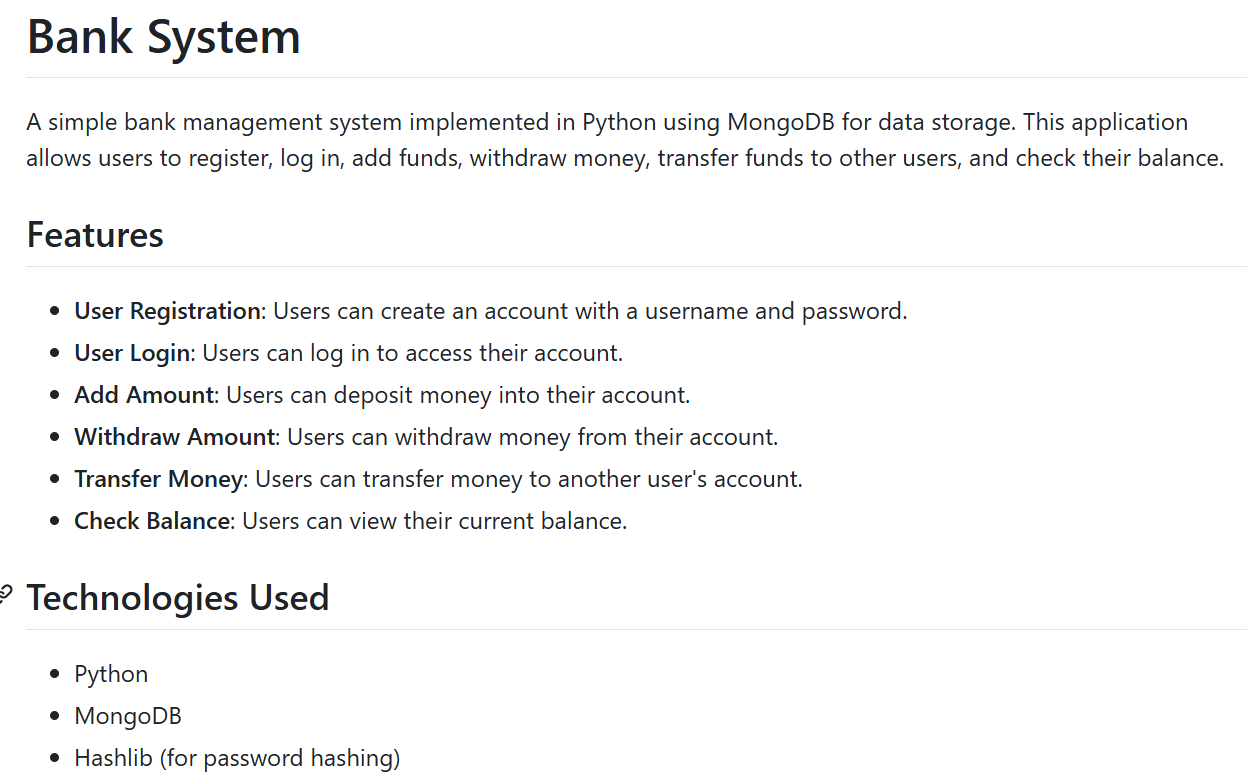 Bank System
A simple bank management system implemented in Python using MongoDB for data storage. This application
allows users to register, log in, add funds, withdraw money, transfer funds to other users, and check their balance.
Features
User Registration: Users can create an account with a username and password.
User Login: Users can log in to access their account.
Add Amount: Users can deposit money into their account.
Withdraw Amount: Users can withdraw money from their account.
Transfer Money: Users can transfer money to another user's account.
Check Balance: Users can view their current balance.
Technologies Used
Python
MongoDB
Hashlib (for password hashing)